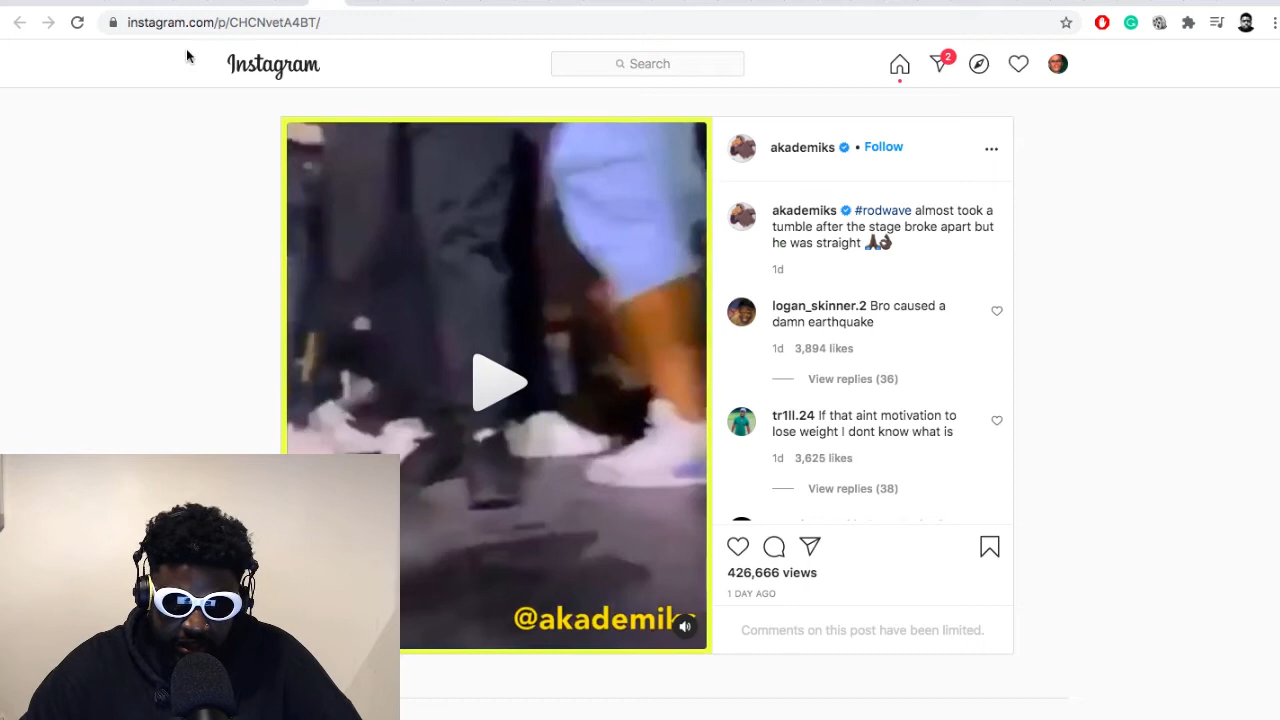 instagram.com/p/CHCNvetA4BT/
Instagram
Search
2
akademiks • Follow
akademiks #rodwave almost took a
tumble after the stage broke apart but
he was straight 🙏🏿👌🏿
1d
logan_skinner.2 Bro caused a
damn earthquake
1d 3,894 likes
View replies (36)
tr1ll.24 If that aint motivation to
lose weight I dont know what is
1d 3,625 likes
View replies (38)
426,666 views
1 DAY AGO
Comments on this post have been limited.
@akademiks